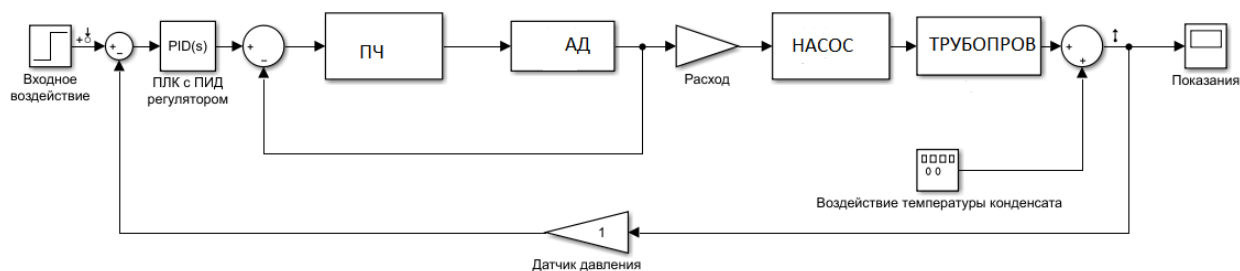 Входное
воздействие
PID(s)
ПЛК с ПИД
регулятором
ПЧ
АД
Расход
НАСОС
ТРУБОПРОВ
Показания
Воздействие температуры конденсата
1
Датчик давления